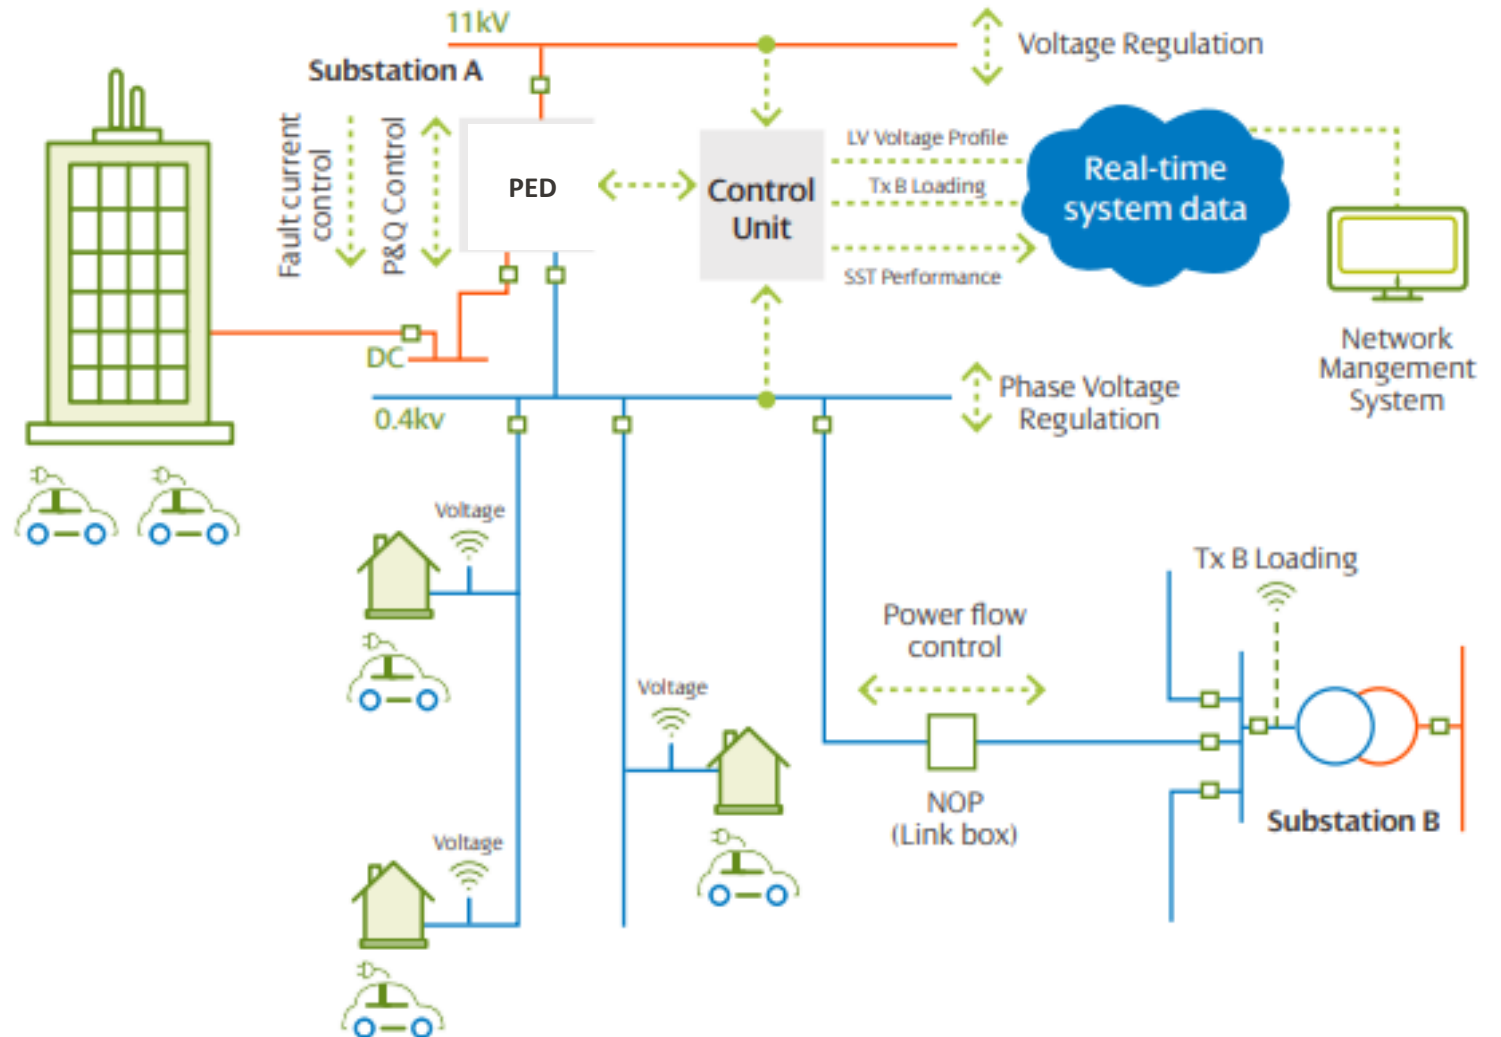 11kV
Voltage Regulation
Substation A
Fault current
control
P&Q Control
PED
Control
Unit
LV Voltage Profile
Tx B Loading
SST Performance
Real-time
system data
Network
Mangement
System
DC
0.4kv
Phase Voltage
Regulation
Voltage
Voltage
Voltage
Power flow
control
NOP
(Link box)
Tx B Loading
Substation B